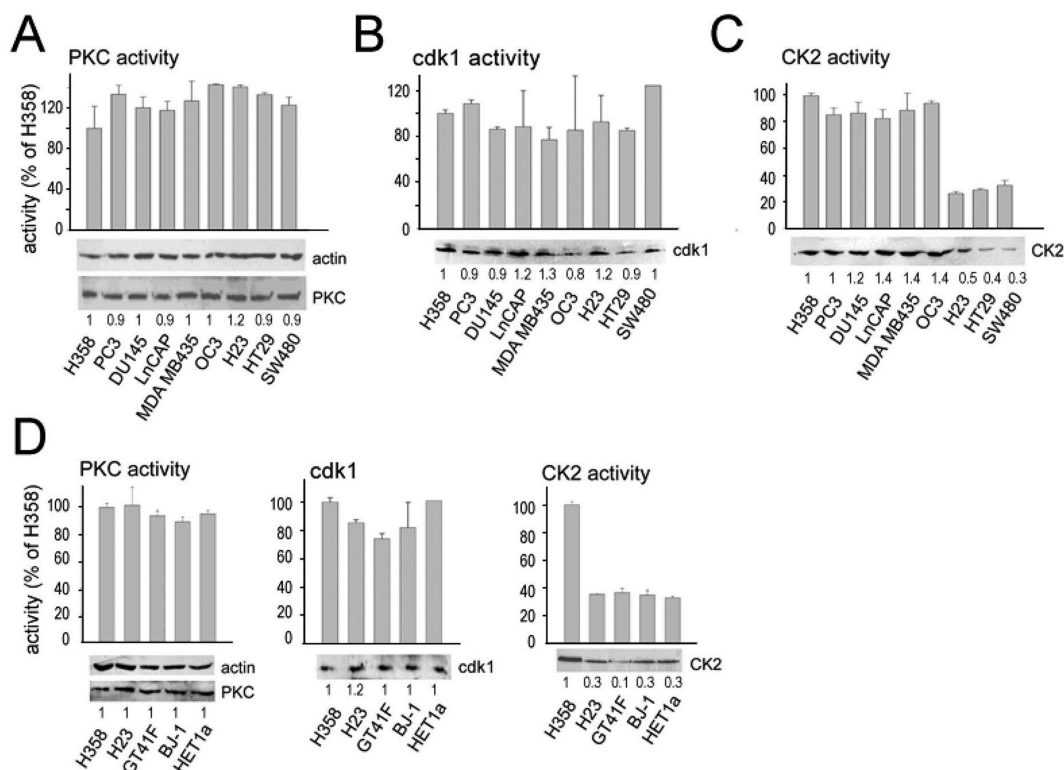 A
PKC activity
activity (% of H358)
120
80
40
0
actin
PKC
1 0.9 1 0.9 1 1 1.2 0.9 0.9
H358 PC3 DU145 LnCAP MDA MB435 OC3 H23 HT29 SW480
B
cdk1 activity
120
80
40
0
cdk1
1 0.9 0.9 1.2 1.3 0.8 1.2 0.9 1
H358 PC3 DU145 LnCAP MDA MB435 OC3 H23 HT29 SW480
C
CK2 activity
100
80
60
40
20
0
CK2
1 1 1.2 1.4 1.4 1.4 0.5 0.4 0.3
H358 PC3 DU145 LnCAP MDA MB435 OC3 H23 HT29 SW480
D
PKC activity
activity (% of H358)
100
80
60
40
20
0
actin
PKC
1 1 1 1 1
H358 H23 GT41F BJ-1 HET1a
cdk1
100
80
60
40
20
0
cdk1
1 1.2 1 1 1
H358 H23 GT41F BJ-1 HET1a
CK2 activity
100
80
60
40
20
0
CK2
1 0.3 0.1 0.3 0.3
H358 H23 GT41F BJ-1 HET1a